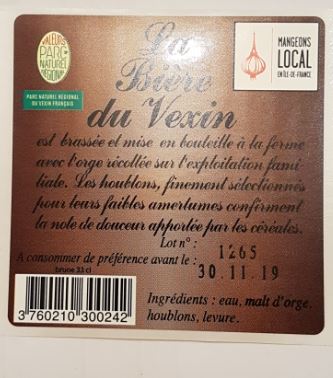 VALEURS
PARC
NATUREL
RÉGIONAL
PARC NATUREL RÉGIONAL
DU VEXIN FRANÇAIS
MANGEONS
LOCAL
EN ÎLE-DE-FRANCE
La
Bière
du Vexin
est brassée et mise en bouteille à la ferme
avec l'orge récoltée sur l'exploitation fami-
liale. Les houblons, finement sélectionnés
pour leurs faibles amertumes confirment
la note de douceur apportée par les céréales.
Lot n° : 1265
A consommer de préférence avant le : 30.11.19
brune 33 cl
3 760210 300242
Ingrédients : eau, malt d'orge,
houblons, levure.